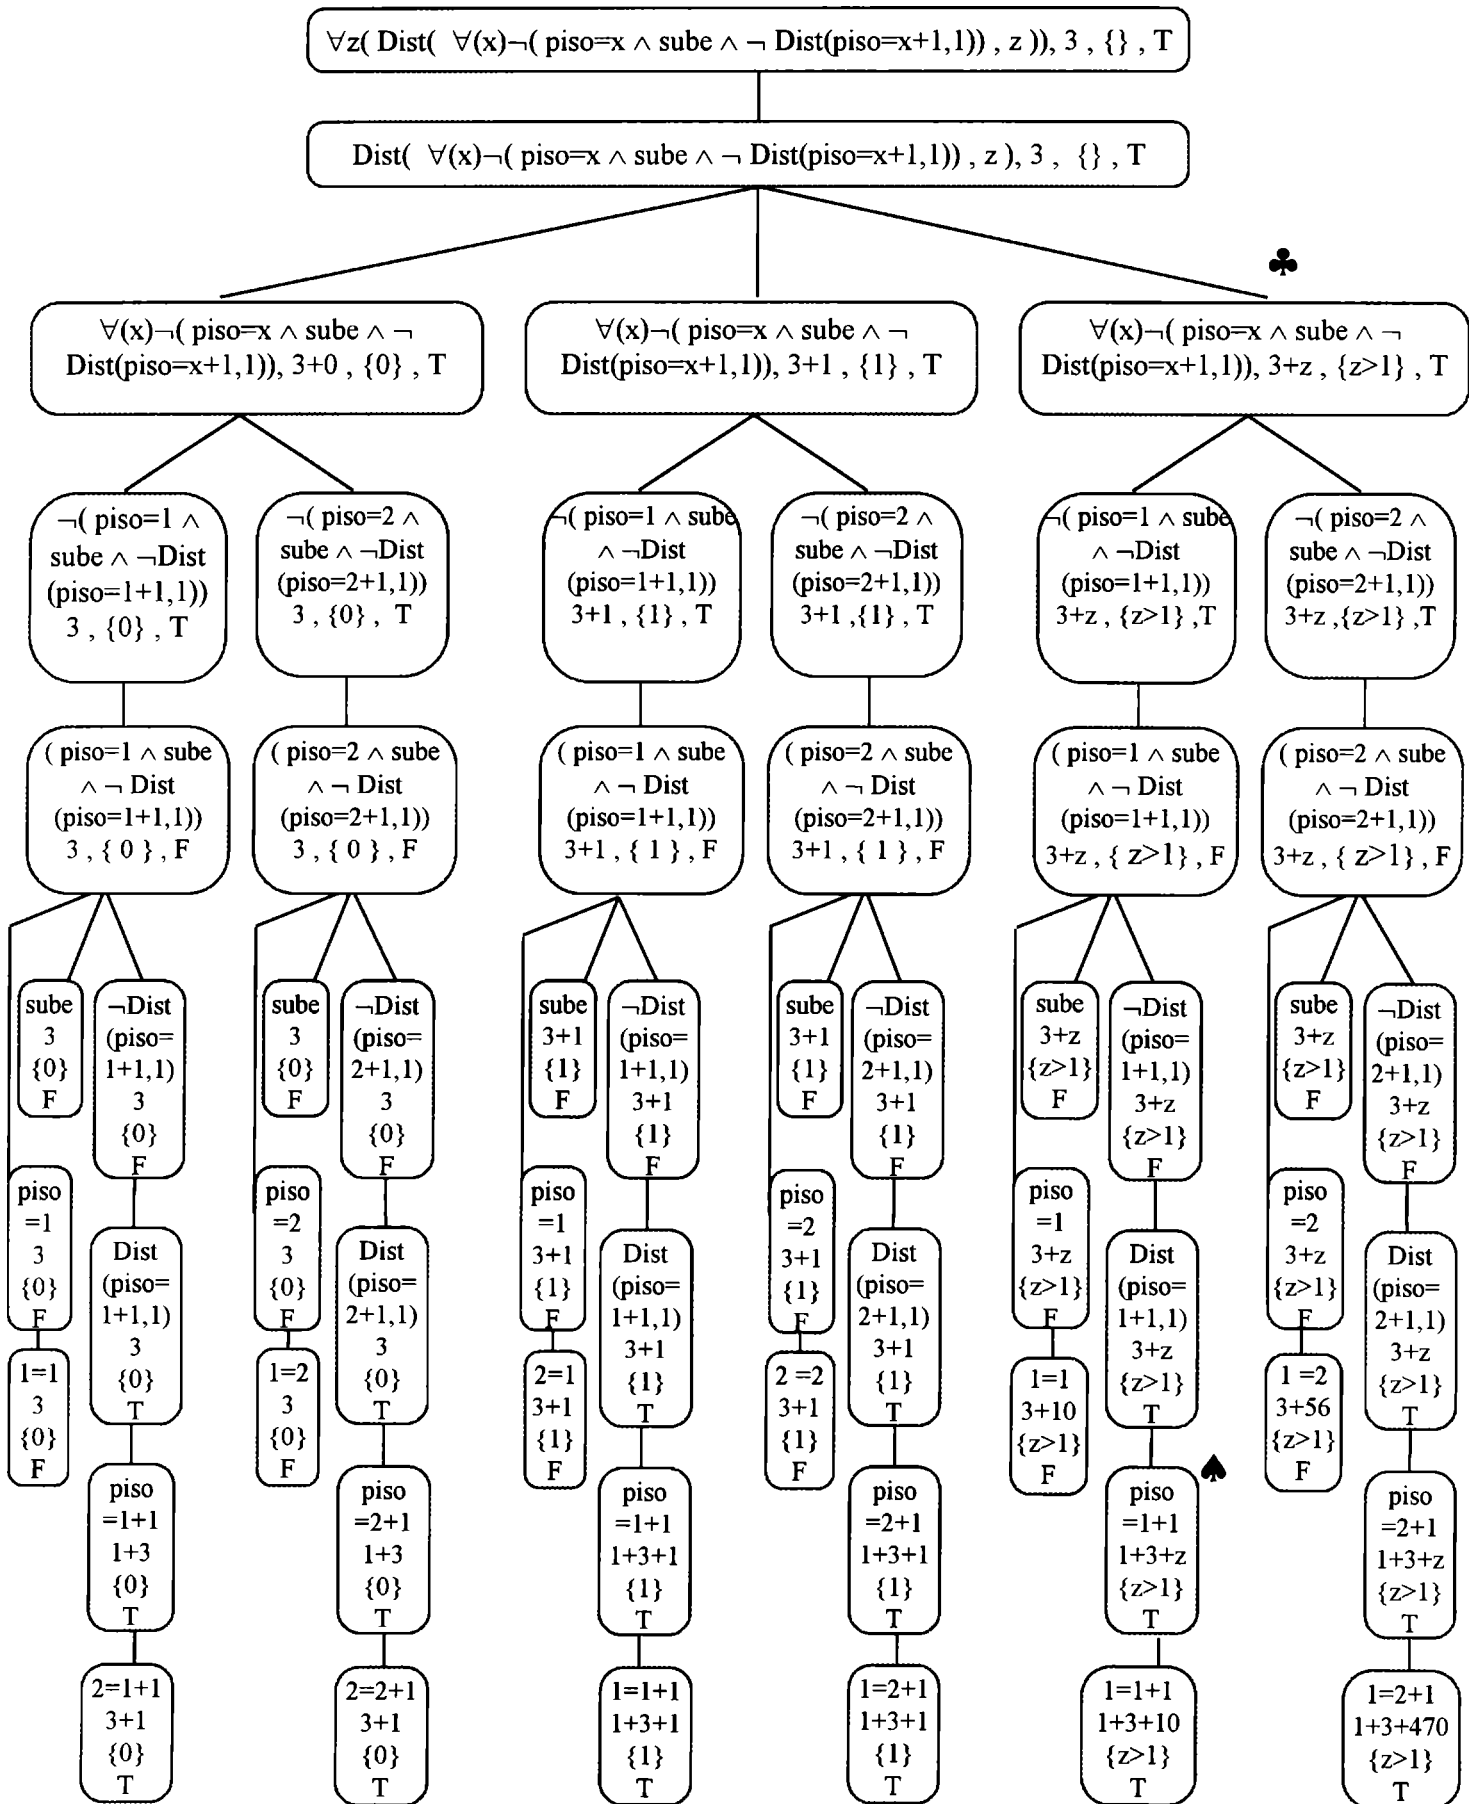 ∀z( Dist( ∀(x)¬( piso=x ∧ sube ∧ ¬ Dist(piso=x+1,1)) , z )), 3 , {} , T
Dist( ∀(x)¬( piso=x ∧ sube ∧ ¬ Dist(piso=x+1,1)) , z ), 3 , {} , T
♣
∀(x)¬( piso=x ∧ sube ∧ ¬
Dist(piso=x+1,1)), 3+0 , {0} , T
∀(x)¬( piso=x ∧ sube ∧ ¬
Dist(piso=x+1,1)), 3+1 , {1} , T
∀(x)¬( piso=x ∧ sube ∧ ¬
Dist(piso=x+1,1)), 3+z , {z>1} , T
¬( piso=1 ∧
sube ∧ ¬Dist
(piso=1+1,1))
3 , {0} , T
¬( piso=2 ∧
sube ∧ ¬Dist
(piso=2+1,1))
3 , {0} , T
¬( piso=1 ∧ sube
∧ ¬Dist
(piso=1+1,1))
3+1 , {1} , T
¬( piso=2 ∧
sube ∧ ¬Dist
(piso=2+1,1))
3+1 ,{1} , T
¬( piso=1 ∧ sube
∧ ¬Dist
(piso=1+1,1))
3+z , {z>1} ,T
¬( piso=2 ∧
sube ∧ ¬Dist
(piso=2+1,1))
3+z ,{z>1} ,T
( piso=1 ∧ sube
∧ ¬ Dist
(piso=1+1,1))
3 , { 0 } , F
( piso=2 ∧ sube
∧ ¬ Dist
(piso=2+1,1))
3 , { 0 } , F
( piso=1 ∧ sube
∧ ¬ Dist
(piso=1+1,1))
3+1 , { 1 } , F
( piso=2 ∧ sube
∧ ¬ Dist
(piso=2+1,1))
3+1 , { 1 } , F
( piso=1 ∧ sube
∧ ¬ Dist
(piso=1+1,1))
3+z , { z>1} , F
( piso=2 ∧ sube
∧ ¬ Dist
(piso=2+1,1))
3+z , { z>1} , F
sube
3
{0}
F
¬Dist
(piso=
1+1,1)
3
{0}
F
sube
3
{0}
F
¬Dist
(piso=
2+1,1)
3
{0}
F
sube
3+1
{1}
F
¬Dist
(piso=
1+1,1)
3+1
{1}
F
sube
3+1
{1}
F
¬Dist
(piso=
2+1,1)
3+1
{1}
F
sube
3+z
{z>1}
F
¬Dist
(piso=
1+1,1)
3+z
{z>1}
F
sube
3+z
{z>1}
F
¬Dist
(piso=
2+1,1)
3+z
{z>1}
F
piso
=1
3
{0}
F
Dist
(piso=
1+1,1)
3
{0}
T
piso
=2
3
{0}
F
Dist
(piso=
2+1,1)
3
{0}
T
piso
=1
3+1
{1}
F
Dist
(piso=
1+1,1)
3+1
{1}
T
piso
=2
3+1
{1}
F
Dist
(piso=
2+1,1)
3+1
{1}
T
piso
=1
3+z
{z>1}
F
Dist
(piso=
1+1,1)
3+z
{z>1}
T
piso
=2
3+z
{z>1}
F
Dist
(piso=
2+1,1)
3+z
{z>1}
T
1=1
3
{0}
F
1=2
3
{0}
F
2=1
3+1
{1}
F
2 =2
3+1
{1}
F
1=1
3+10
{z>1}
F
1 =2
3+56
{z>1}
F
♠
piso
=1+1
1+3
{0}
T
piso
=2+1
1+3
{0}
T
piso
=1+1
1+3+1
{1}
T
piso
=2+1
1+3+1
{1}
T
piso
=1+1
1+3+z
{z>1}
T
piso
=2+1
1+3+z
{z>1}
T
2=1+1
3+1
{0}
T
2=2+1
3+1
{0}
T
1=1+1
1+3+1
{1}
T
1=2+1
1+3+1
{1}
T
1=1+1
1+3+10
{z>1}
T
1=2+1
1+3+470
{z>1}
T